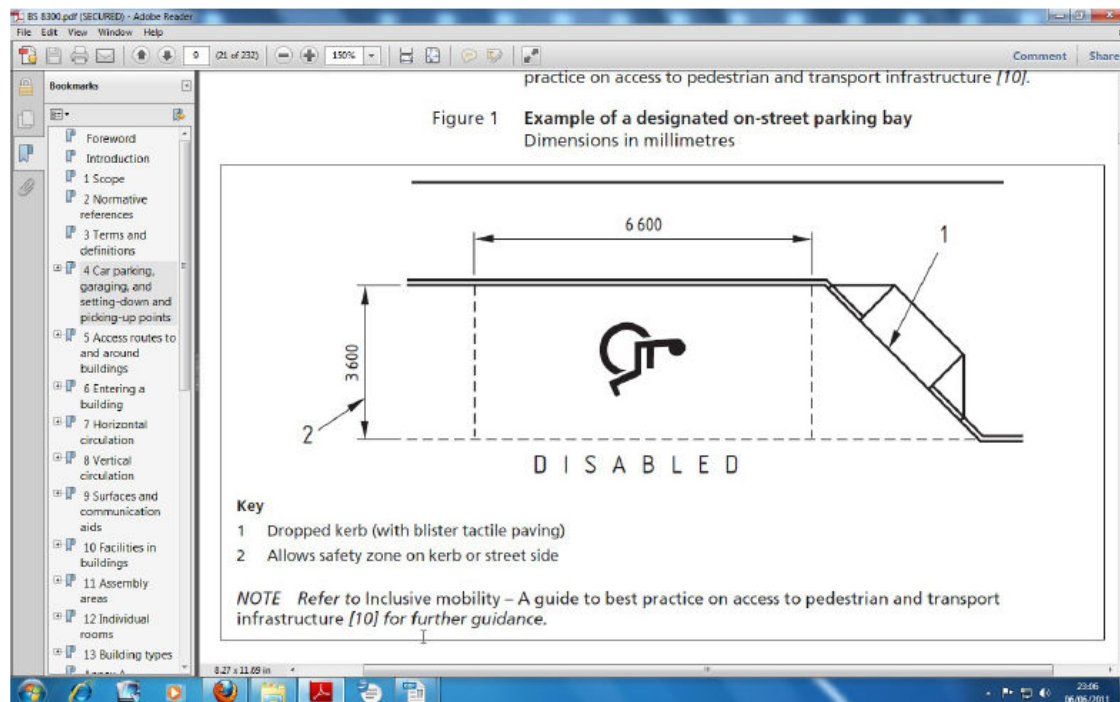 BS 8300.pdf (SECURED) - Adobe Reader
File Edit View Window Help
0 (21 of 232) 150% Comment Share
Bookmarks
Foreword
Introduction
1 Scope
2 Normative
references
3 Terms and
definitions
4 Car parking,
garaging, and
setting-down and
picking-up points
5 Access routes to
and around
buildings
6 Entering a
building
7 Horizontal
circulation
8 Vertical
circulation
9 Surfaces and
communication
aids
10 Facilities in
buildings
11 Assembly
areas
12 Individual
rooms
13 Building types
practice on access to pedestrian and transport infrastructure [10].
Figure 1 Example of a designated on-street parking bay
Dimensions in millimetres
6 600
1
3 600
2
DISABLED
Key
1 Dropped kerb (with blister tactile paving)
2 Allows safety zone on kerb or street side
NOTE Refer to Inclusive mobility – A guide to best practice on access to pedestrian and transport
infrastructure [10] for further guidance.
8.27 x 11.69 in
23:06
06/06/2011